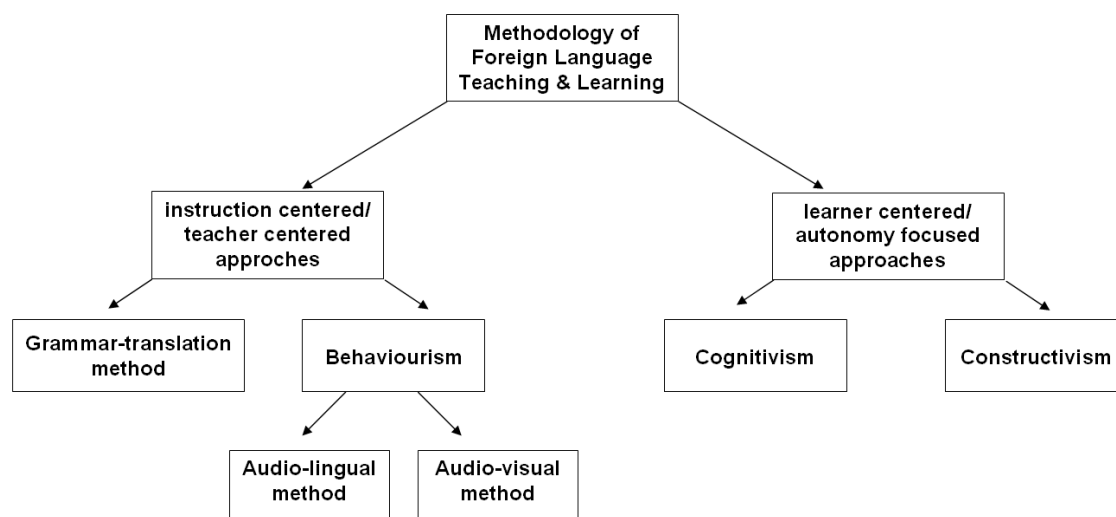 Methodology of
Foreign Language
Teaching & Learning
instruction centered/
teacher centered
approches
learner centered/
autonomy focused
approaches
Grammar-translation
method
Behaviourism
Cognitivism
Constructivism
Audio-lingual
method
Audio-visual
method